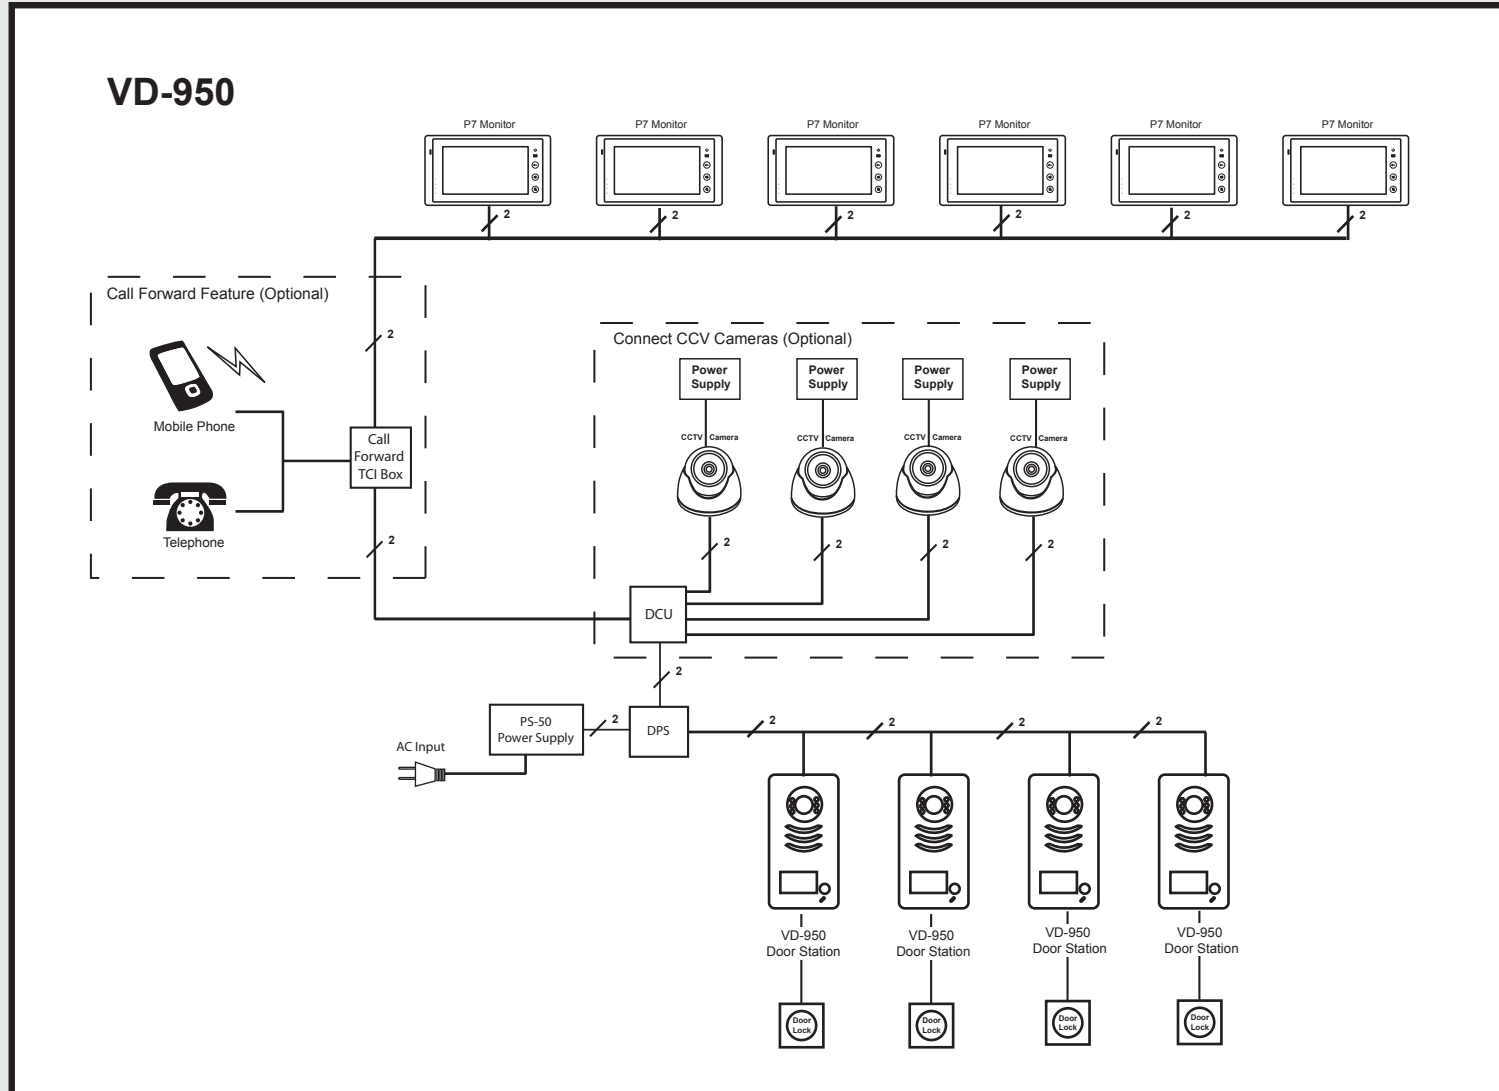 VD-950
P7 Monitor
P7 Monitor
P7 Monitor
P7 Monitor
P7 Monitor
P7 Monitor
2
2
2
2
2
2
Call Forward Feature (Optional)
2
Mobile Phone
Call
Forward
TCI Box
Telephone
2
Connect CCV Cameras (Optional)
Power
Supply
Power
Supply
Power
Supply
Power
Supply
CCTV Camera
CCTV Camera
CCTV Camera
CCTV Camera
2
2
2
2
DCU
2
PS-50
Power Supply
2
DPS
AC Input
2
2
2
2
VD-950
Door Station
VD-950
Door Station
VD-950
Door Station
VD-950
Door Station
Door
Lock
Door
Lock
Door
Lock
Door
Lock